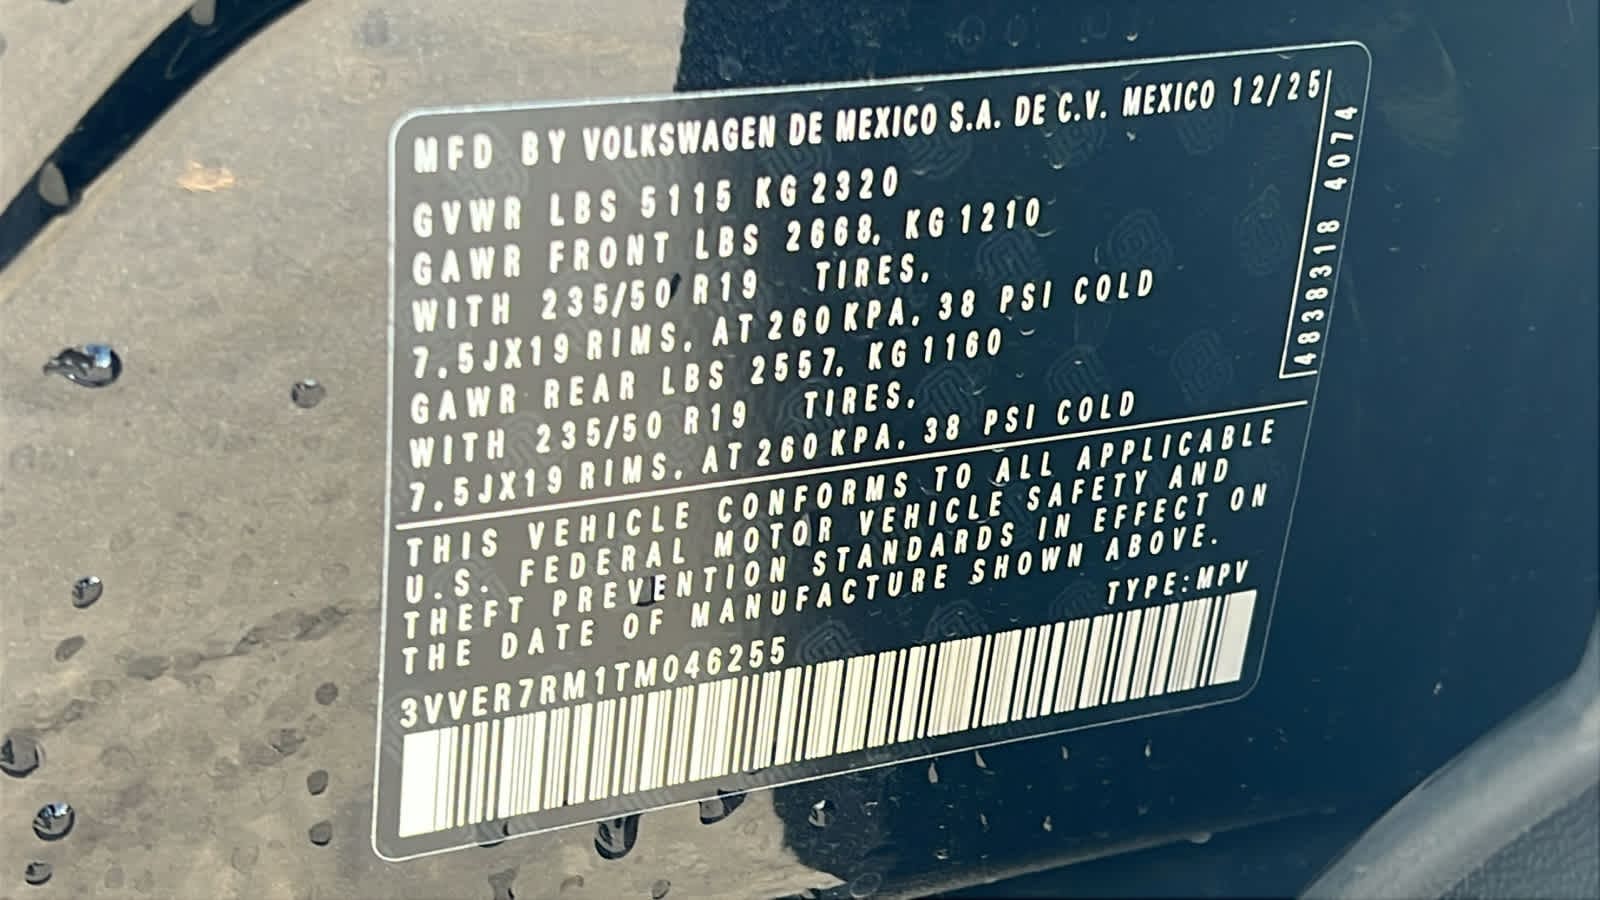 MFD BY VOLKSWAGEN DE MEXICO S.A. DE C.V. MEXICO 12/25
GVWR LBS 5115 KG 2320
GAWR FRONT LBS 2668, KG 1210
WITH 235/50 R19 TIRES,
7.5JX19 RIMS, AT 260 KPA, 38 PSI COLD
GAWR REAR LBS 2557, KG 1160
WITH 235/50 R19 TIRES,
7.5JX19 RIMS, AT 260 KPA, 38 PSI COLD
4838318 4074
THIS VEHICLE CONFORMS TO ALL APPLICABLE
U.S. FEDERAL MOTOR VEHICLE SAFETY AND
THEFT PREVENTION STANDARDS IN EFFECT ON
THE DATE OF MANUFACTURE SHOWN ABOVE.
TYPE: MPV
3VVER7RM1TM046255